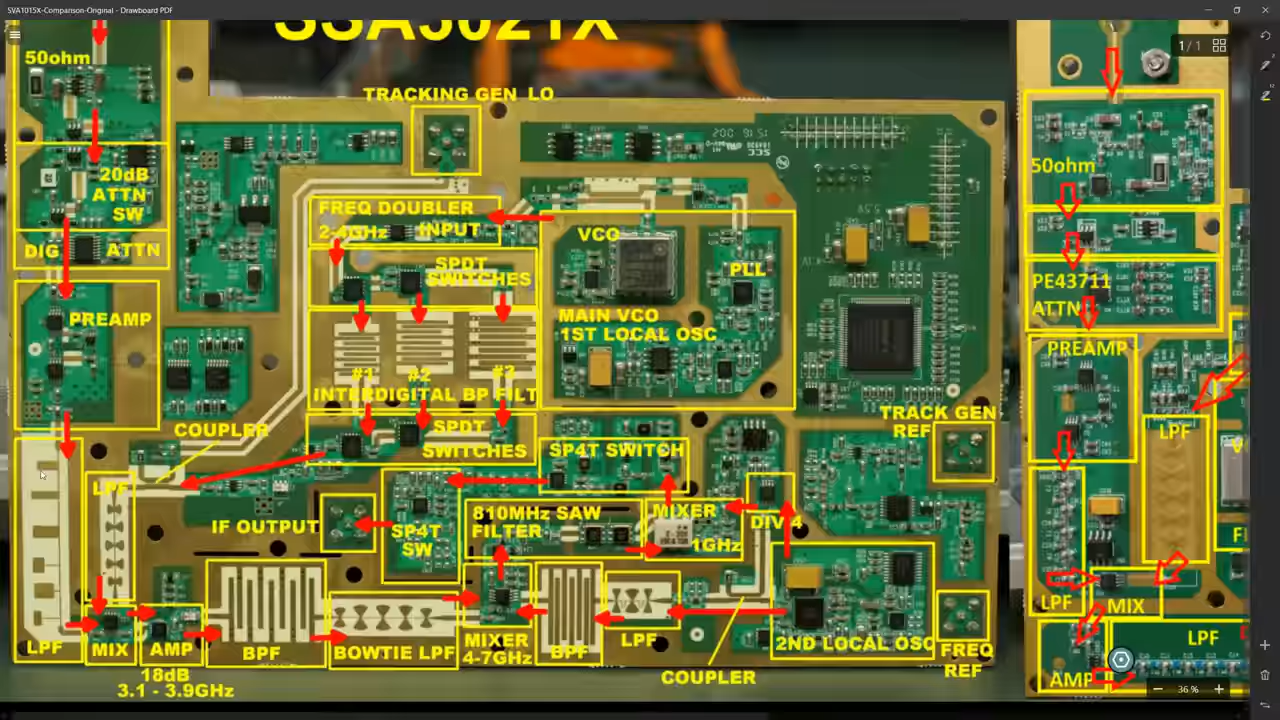 SVA1015X-Comparison-Original - Drawboard PDF
SSA3021X
1/1
50ohm
TRACKING GEN LO
20dB
ATTN
SW
DIG ATTN
FREQ DOUBLER
2-4GHz INPUT
VCO
SPDT
SWITCHES
PLL
MAIN VCO
1ST LOCAL OSC
PREAMP
#1 #2 #3
INTERDIGITAL BP FILT
COUPLER
SPDT
SWITCHES
TRACK GEN
REF
SP4T SWITCH
LPF
IF OUTPUT
SP4T
SW
810MHz SAW
FILTER
MIXER
1GHz
DIV 4
LPF
MIX
AMP
18dB
3.1 - 3.9GHz
BPF
BOWTIE LPF
MIXER
4-7GHz
BPF
LPF
COUPLER
2ND LOCAL OSC
FREQ
REF
50ohm
PE43711
ATTN
PREAMP
LPF
LPF
MIX
AMP
LPF
36 %